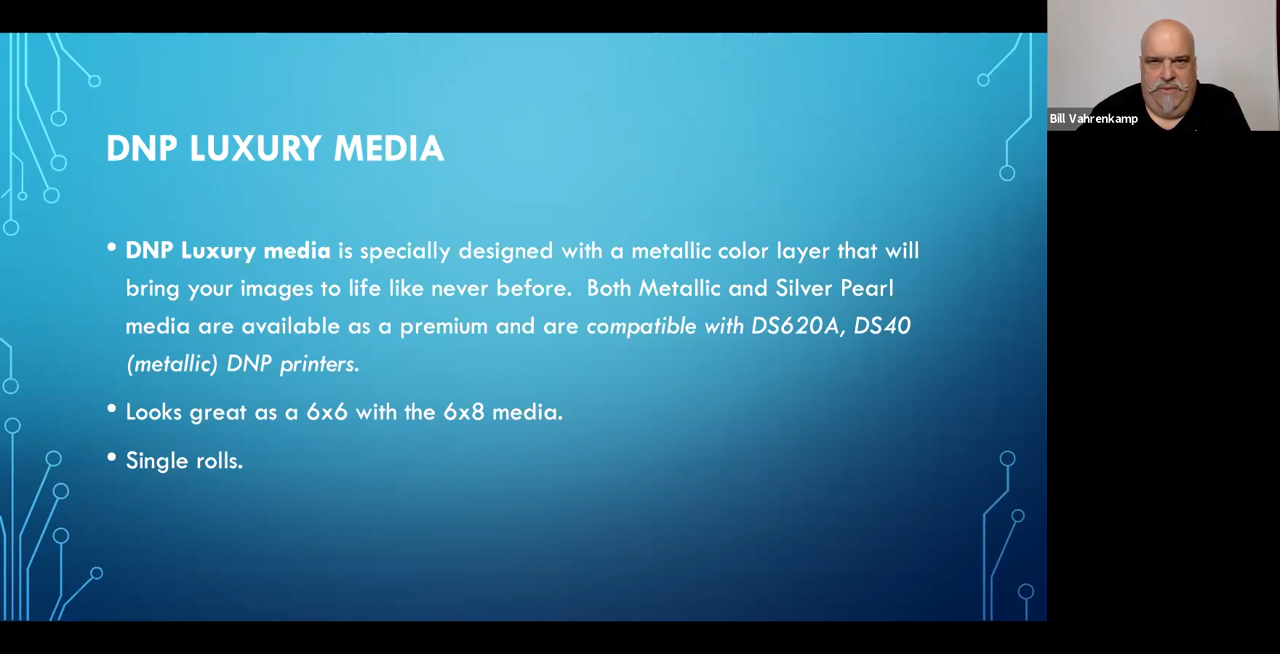 DNP LUXURY MEDIA
• DNP Luxury media is specially designed with a metallic color layer that will
bring your images to life like never before.  Both Metallic and Silver Pearl
media are available as a premium and are compatible with DS620A, DS40
(metallic) DNP printers.
• Looks great as a 6x6 with the 6x8 media.
• Single rolls.
Bill Vahrenkamp